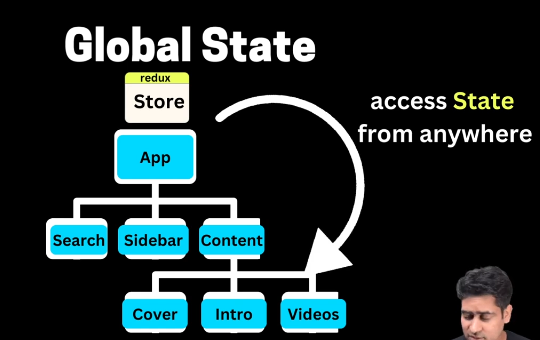 Global State
redux
Store
access State
from anywhere
App
Search
Sidebar
Content
Cover
Intro
Videos